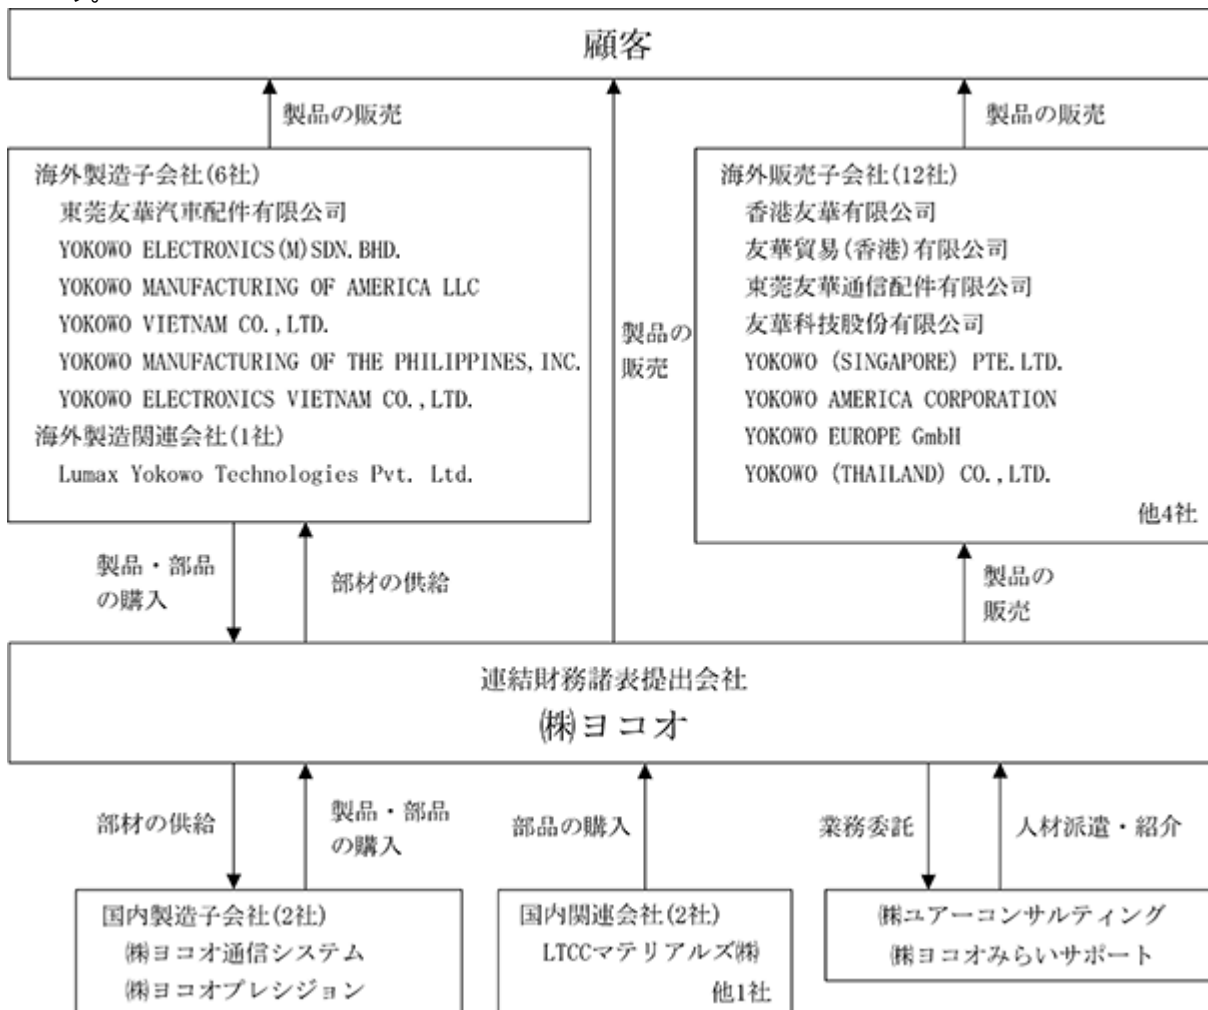 す。
顧客
製品の販売
製品の販売
海外製造子会社(6社)
東莞友華汽車配件有限公司
YOKOWO ELECTRONICS(M)SDN.BHD.
YOKOWO MANUFACTURING OF AMERICA LLC
YOKOWO VIETNAM CO.,LTD.
YOKOWO MANUFACTURING OF THE PHILIPPINES,INC.
YOKOWO ELECTRONICS VIETNAM CO.,LTD.
海外製造関連会社(1社)
Lumax Yokowo Technologies Pvt. Ltd.
製品の
販売
海外販売子会社(12社)
香港友華有限公司
友華貿易(香港)有限公司
東莞友華通信配件有限公司
友華科技股份有限公司
YOKOWO (SINGAPORE) PTE.LTD.
YOKOWO AMERICA CORPORATION
YOKOWO EUROPE GmbH
YOKOWO (THAILAND) CO.,LTD.
他4社
製品・部品
の購入
部材の供給
製品の
販売
連結財務諸表提出会社
㈱ヨコオ
部材の供給
製品・部品
の購入
部品の購入
業務委託
人材派遣・紹介
国内製造子会社(2社)
㈱ヨコオ通信システム
㈱ヨコオプレシジョン
国内関連会社(2社)
LTCCマテリアルズ㈱
他1社
㈱ユアーコンサルティング
㈱ヨコオみらいサポート